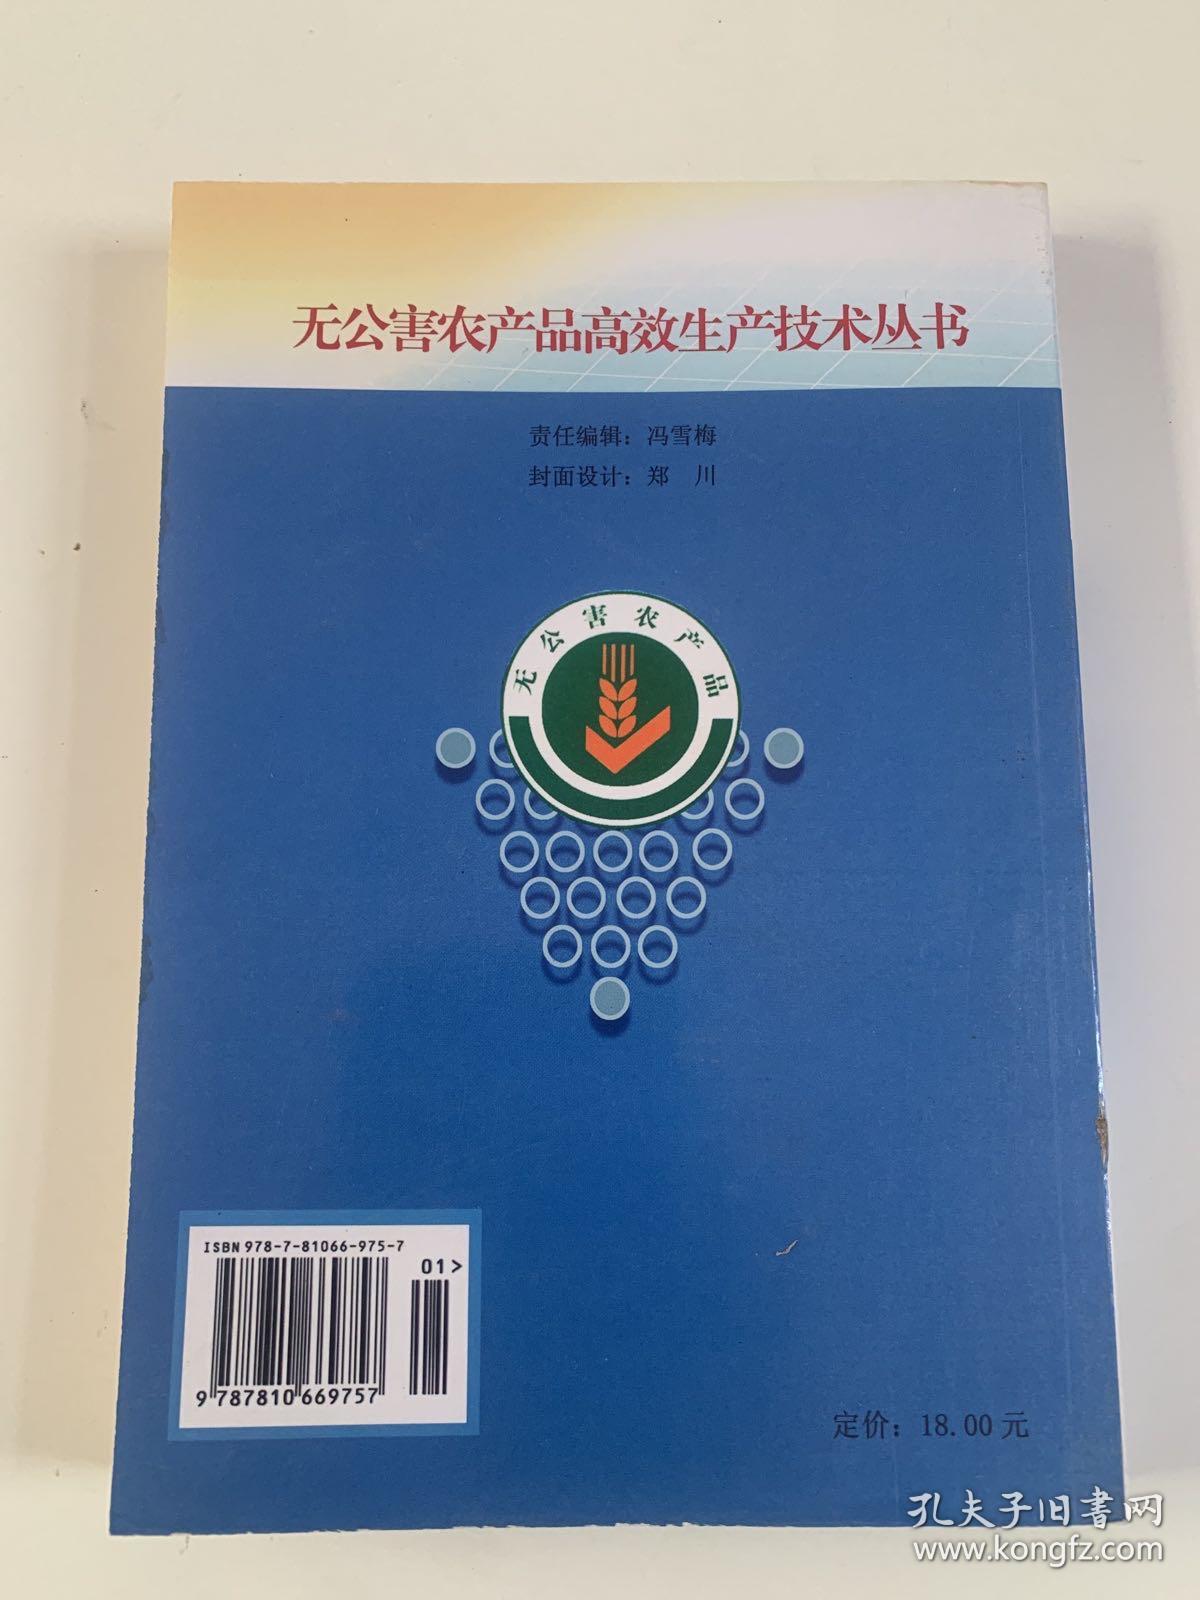 无公害农产品高效生产技术丛书
责任编辑：冯雪梅
封面设计：郑　川
无公害农产品
ISBN 978-7-81066-975-7
01>
9 787810 669757
定价：18.00 元
孔夫子旧书网
www.kongfz.com